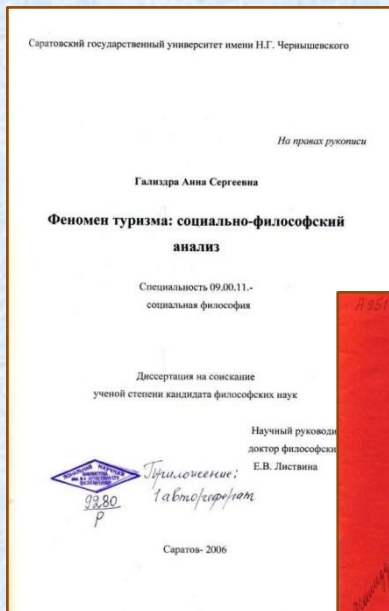 Саратовский государственный университет имени Н.Г. Чернышевского
На правах рукописи
Гализдра Анна Сергеевна
Феномен туризма: социально-философский
анализ
Специальность 09.00.11.-
социальная философия
Диссертация на соискание
ученой степени кандидата философских наук
Научный руководи
доктор философски
Е.В. Листвина
Приложение:
1 автореферат
9280
Р
Саратов- 2006